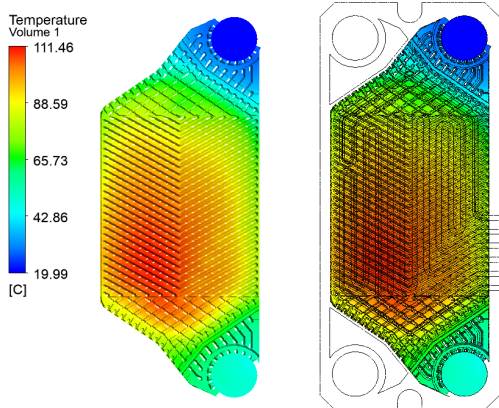 Temperature
Volume 1
111.46
88.59
65.73
42.86
19.99
[C]